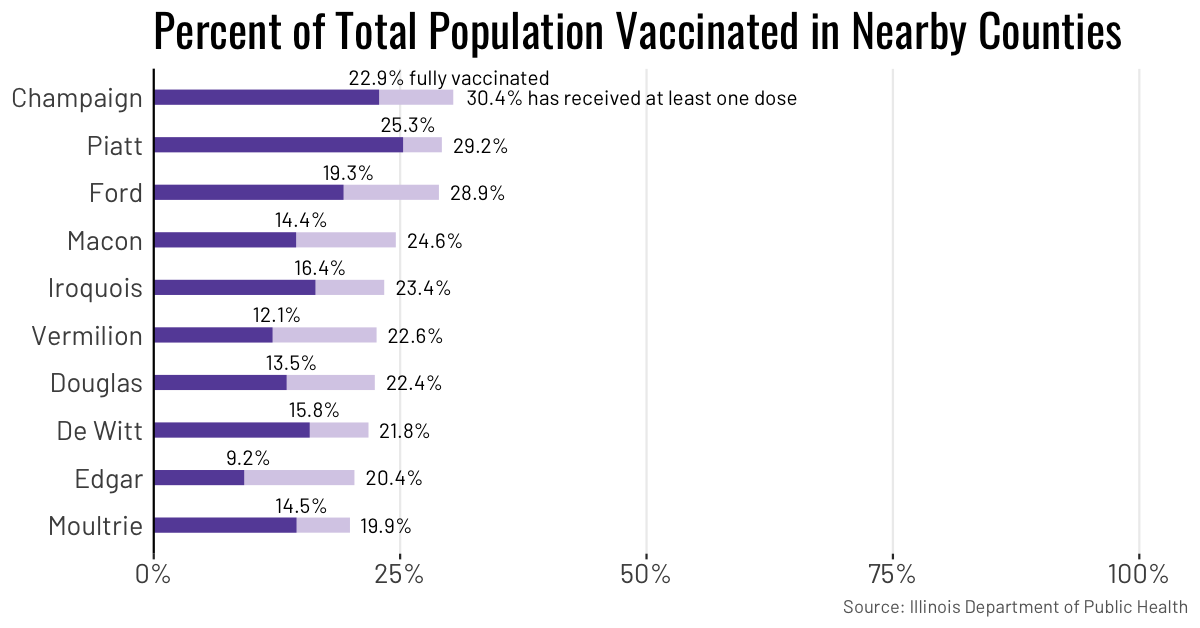 Percent of Total Population Vaccinated in Nearby Counties
22.9% fully vaccinated
Champaign 30.4% has received at least one dose
25.3%
Piatt 29.2%
19.3%
Ford 28.9%
14.4%
Macon 24.6%
16.4%
Iroquois 23.4%
12.1%
Vermilion 22.6%
13.5%
Douglas 22.4%
15.8%
De Witt 21.8%
9.2%
Edgar 20.4%
14.5%
Moultrie 19.9%
0% 25% 50% 75% 100%
Source: Illinois Department of Public Health